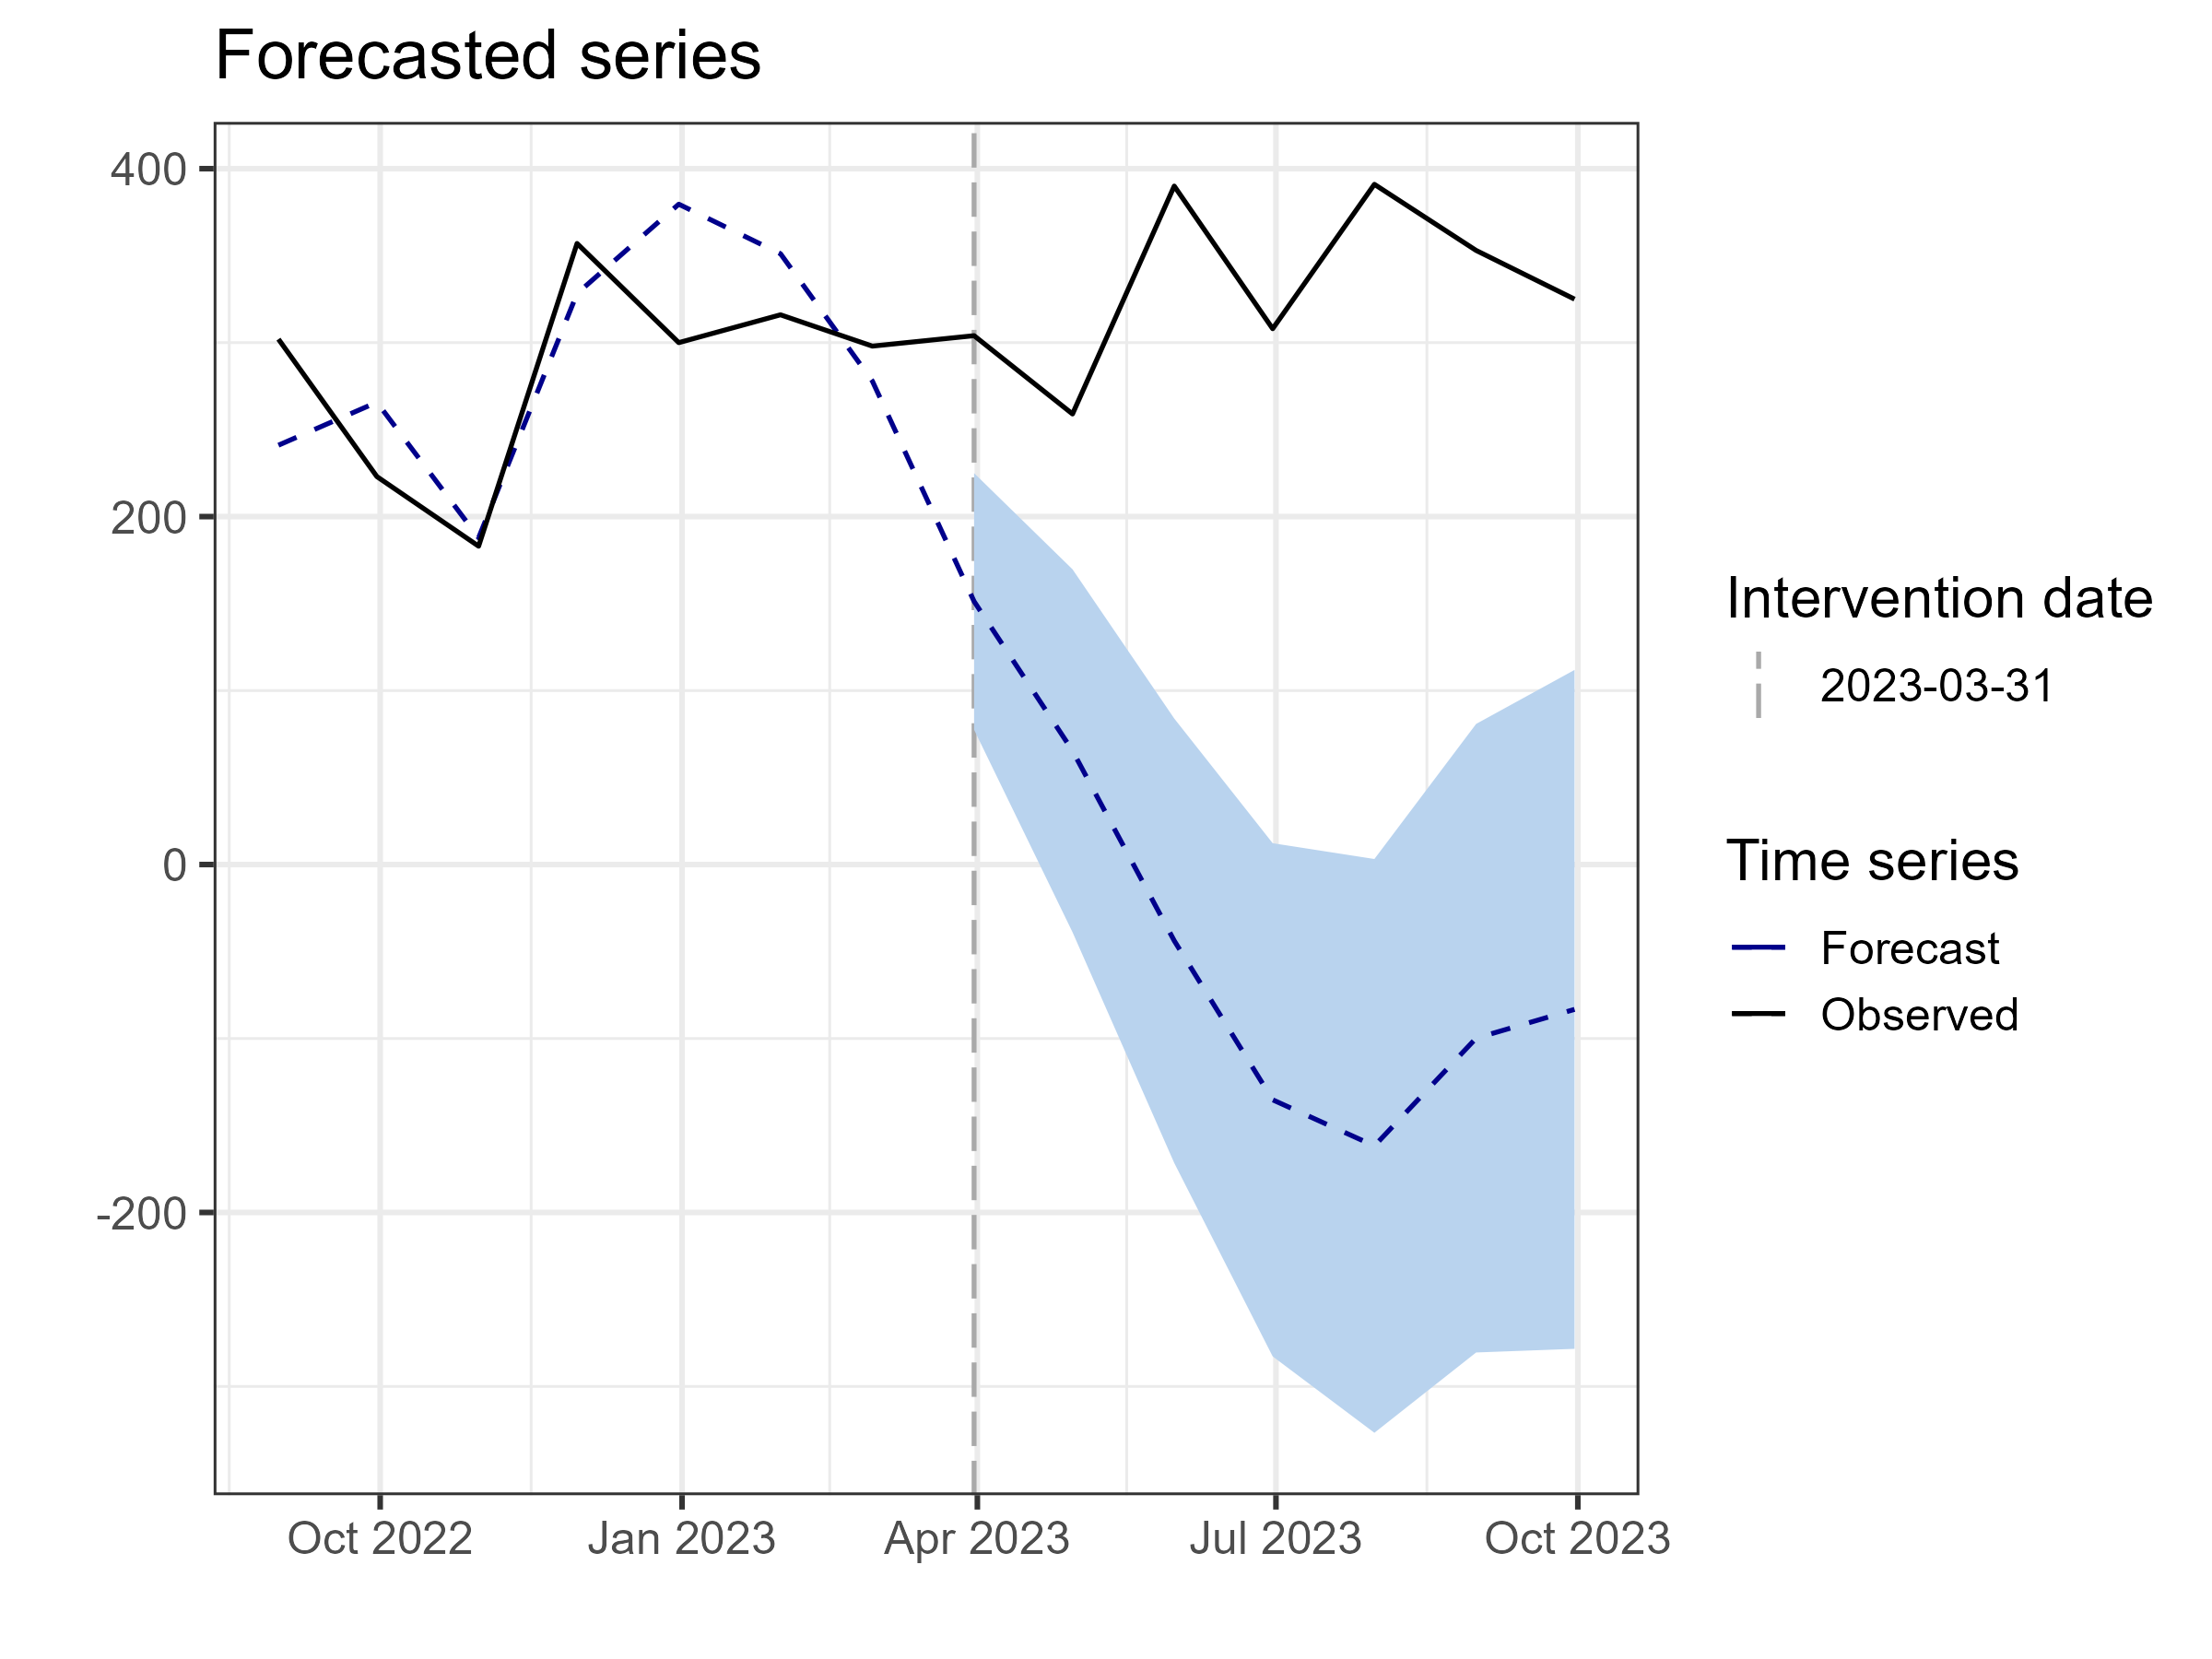 Forecasted series
400
200
0
-200
Oct 2022 Jan 2023 Apr 2023 Jul 2023 Oct 2023
Intervention date
2023-03-31
Time series
Forecast
Observed